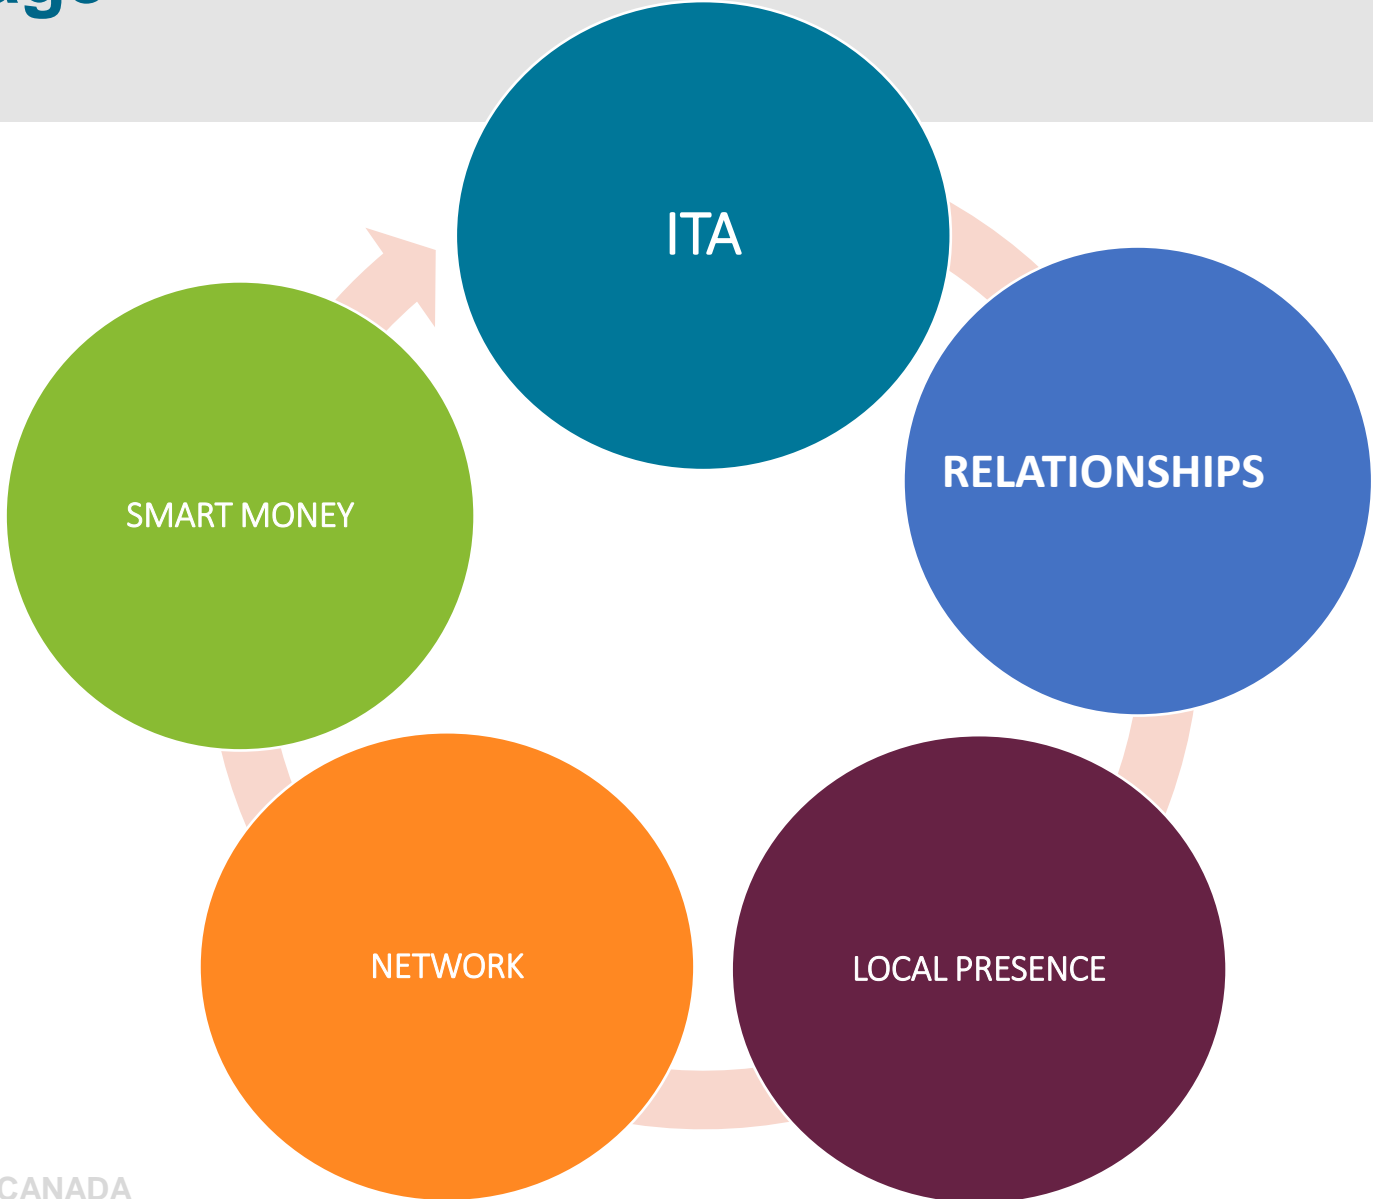 ITA
RELATIONSHIPS
SMART MONEY
NETWORK
LOCAL PRESENCE
CANADA